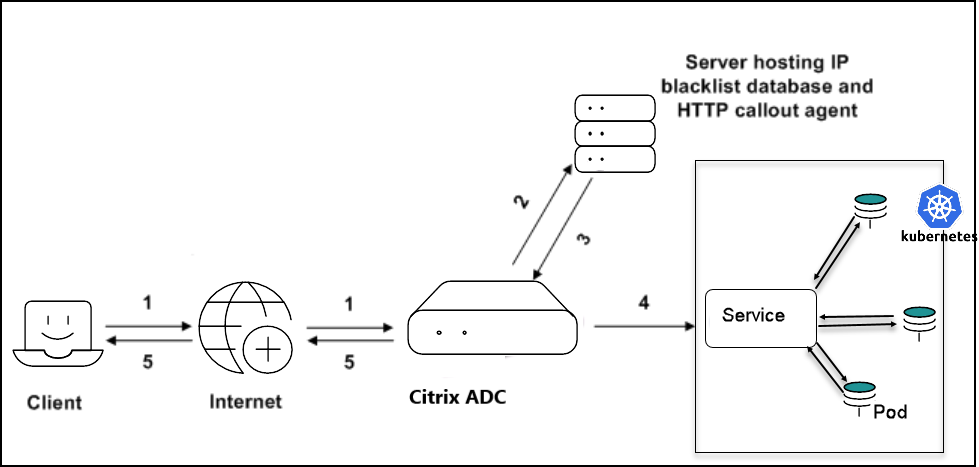 Server hosting IP
blacklist database and
HTTP callout agent
2
3
kubernetes
1
1
4
Service
5
5
Client
Internet
Citrix ADC
Pod